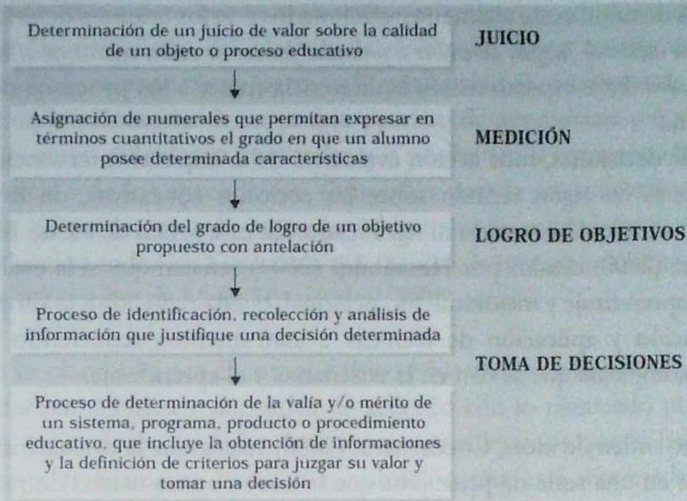 Determinación de un juicio de valor sobre la calidad
de un objeto o proceso educativo
JUICIO
Asignación de numerales que permitan expresar en
términos cuantitativos el grado en que un alumno
posee determinada características
MEDICIÓN
Determinación del grado de logro de un objetivo
propuesto con antelación
LOGRO DE OBJETIVOS
Proceso de identificación, recolección y análisis de
información que justifique una decisión determinada
TOMA DE DECISIONES
Proceso de determinación de la valía y/o mérito de
un sistema, programa, producto o procedimiento
educativo, que incluye la obtención de informaciones
y la definición de criterios para juzgar su valor y
tomar una decisión